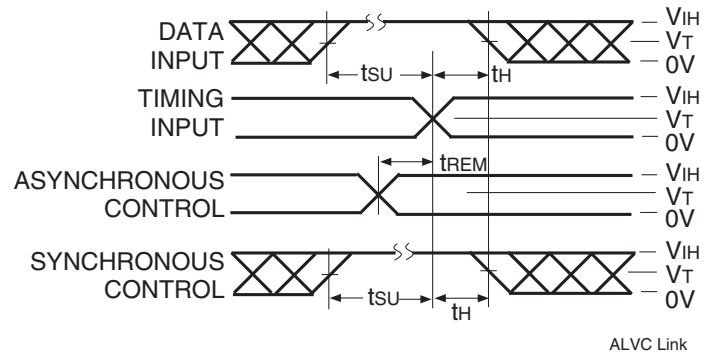 DATA
INPUT
tSU
tH
VIH
VT
0V
TIMING
INPUT
VIH
VT
0V
tREM
ASYNCHRONOUS
CONTROL
VIH
VT
0V
SYNCHRONOUS
CONTROL
tSU
tH
VIH
VT
0V
ALVC Link